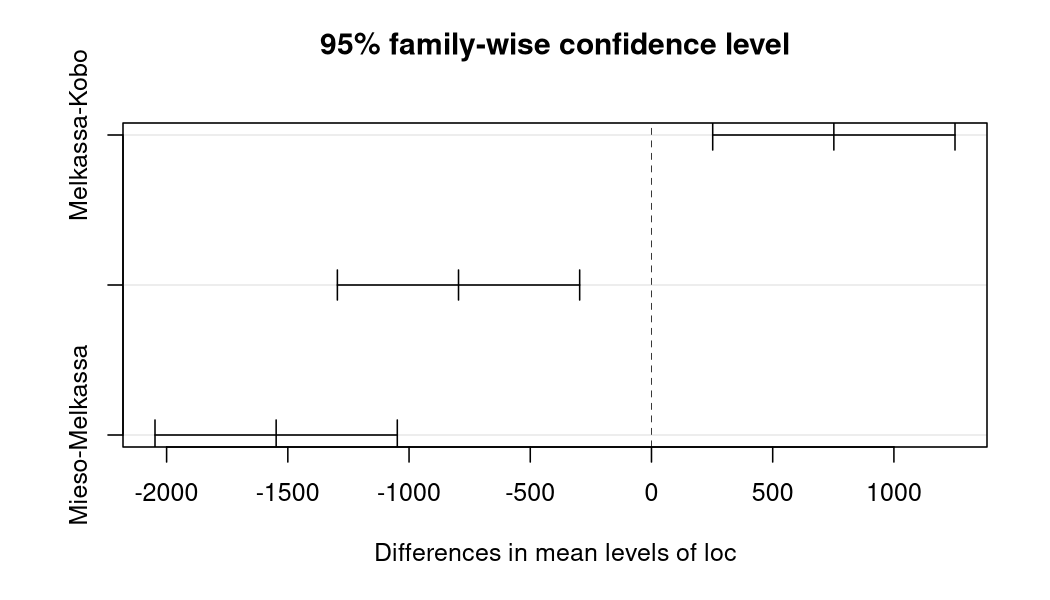 95% family-wise confidence level
Melkassa-Kobo
Mieso-Melkassa
-2000 -1500 -1000 -500 0 500 1000
Differences in mean levels of loc